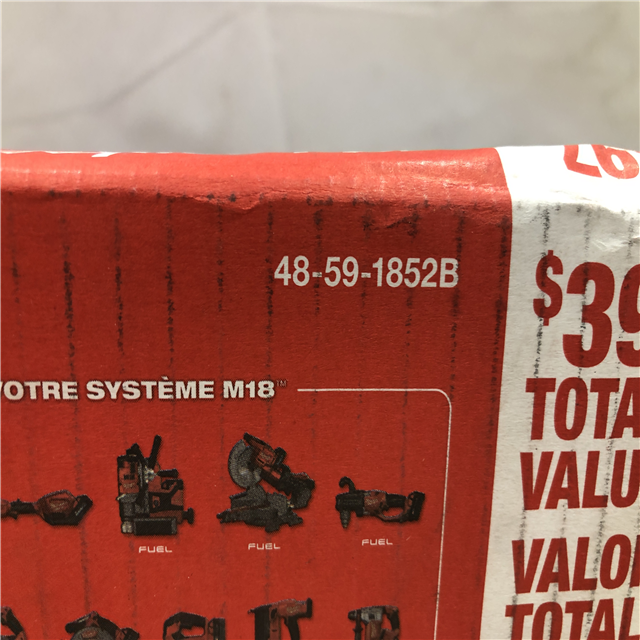 48-59-1852B
$39
VOTRE SYSTÈME M18™
TOTA
VALU
FUEL
FUEL
FUEL
VALO
TOTAL